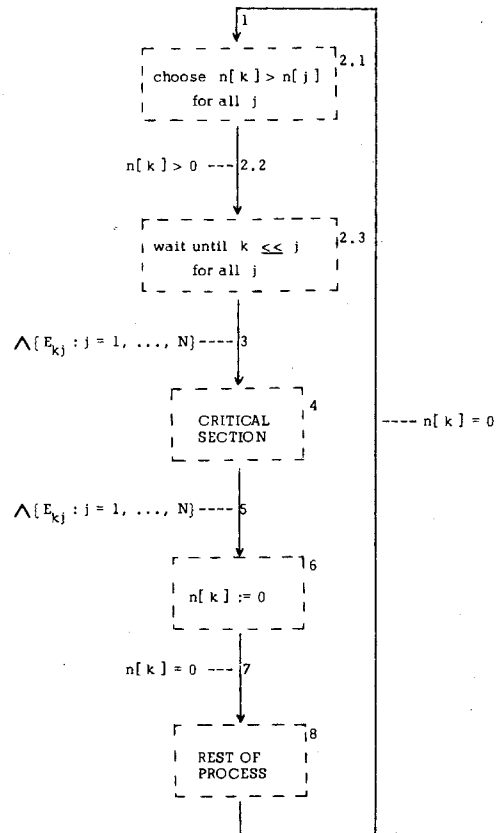 1
2.1
choose n[k] > n[j]
for all j
n[k] > 0 ---- 2.2
2.3
wait until k << j
for all j
∧{E_kj : j = 1, ..., N} ---- 3
4
CRITICAL
SECTION
---- n[k] = 0
∧{E_kj : j = 1, ..., N} ---- 5
6
n[k] := 0
n[k] = 0 --- 7
8
REST OF
PROCESS